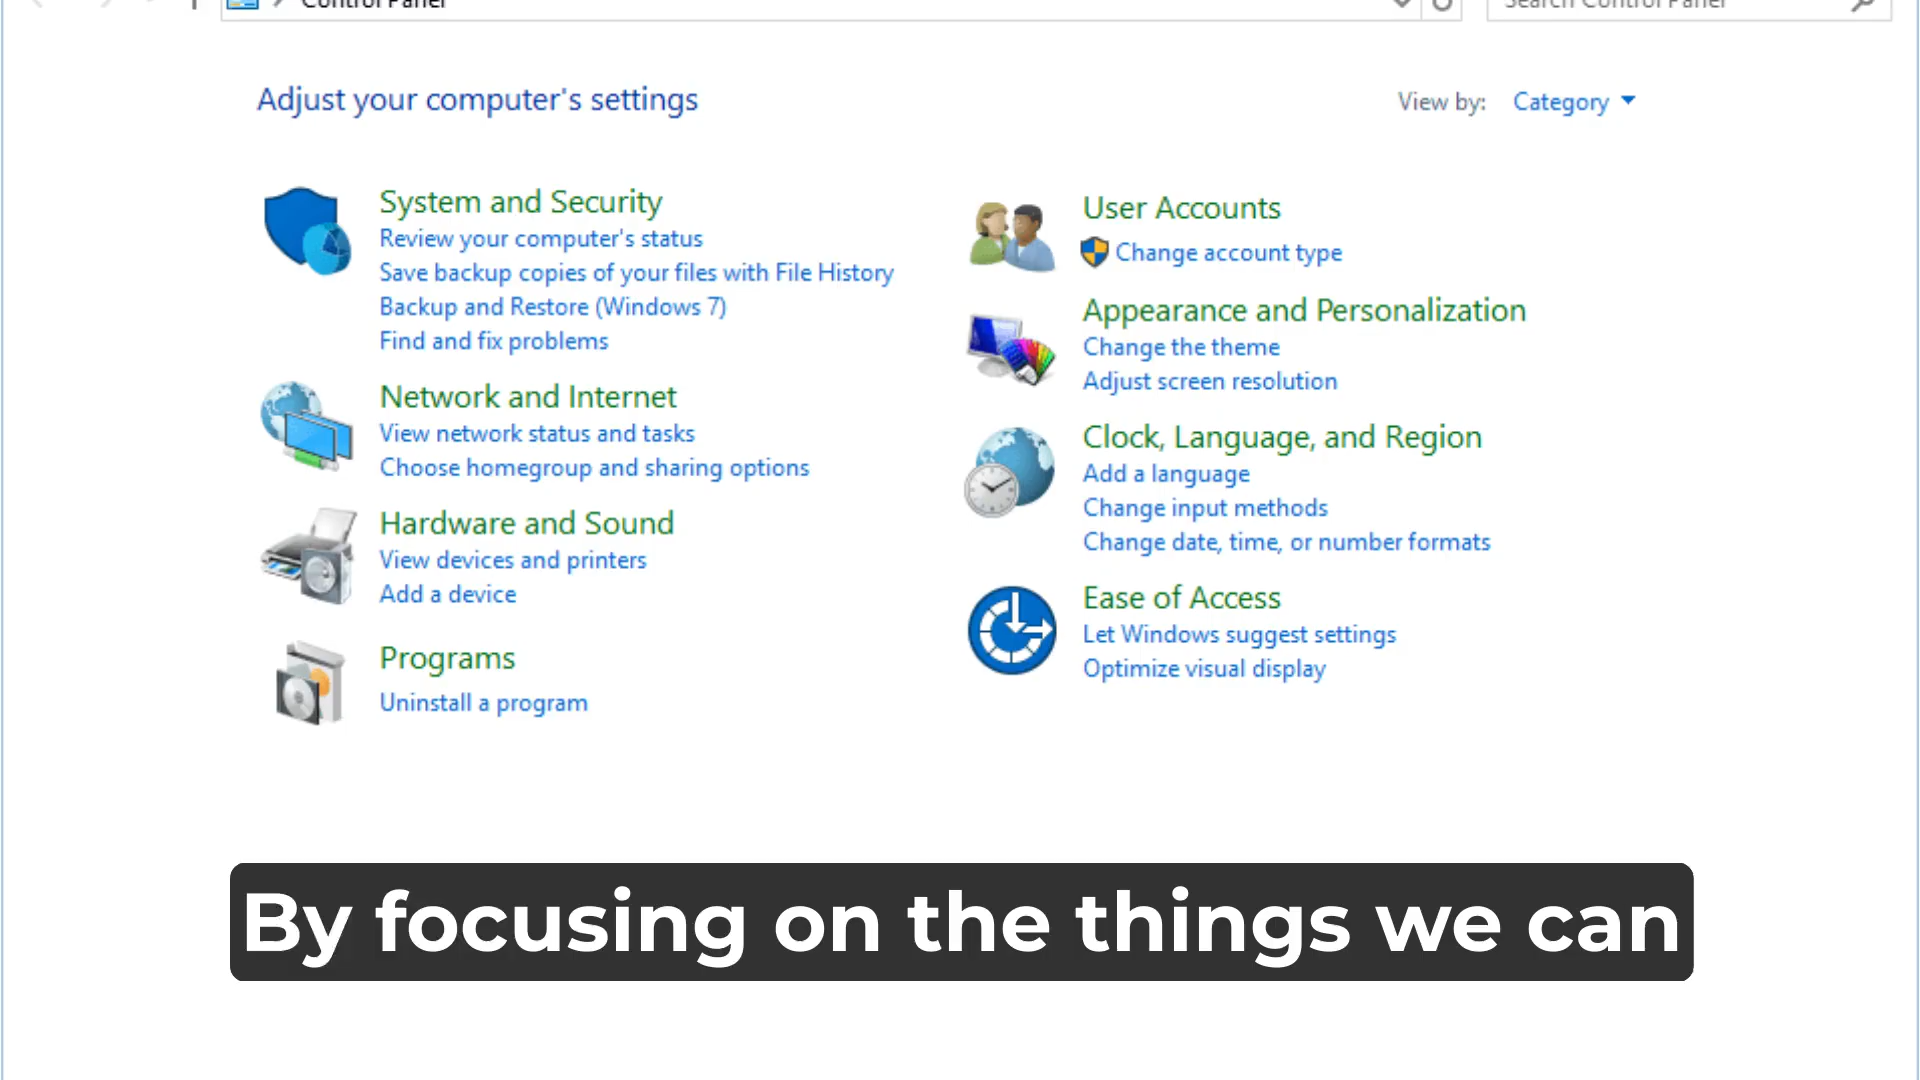 Control Panel
Search Control Panel
Adjust your computer's settings
View by: Category
System and Security
Review your computer's status
Save backup copies of your files with File History
Backup and Restore (Windows 7)
Find and fix problems
Network and Internet
View network status and tasks
Choose homegroup and sharing options
Hardware and Sound
View devices and printers
Add a device
Programs
Uninstall a program
User Accounts
Change account type
Appearance and Personalization
Change the theme
Adjust screen resolution
Clock, Language, and Region
Add a language
Change input methods
Change date, time, or number formats
Ease of Access
Let Windows suggest settings
Optimize visual display
By focusing on the things we can